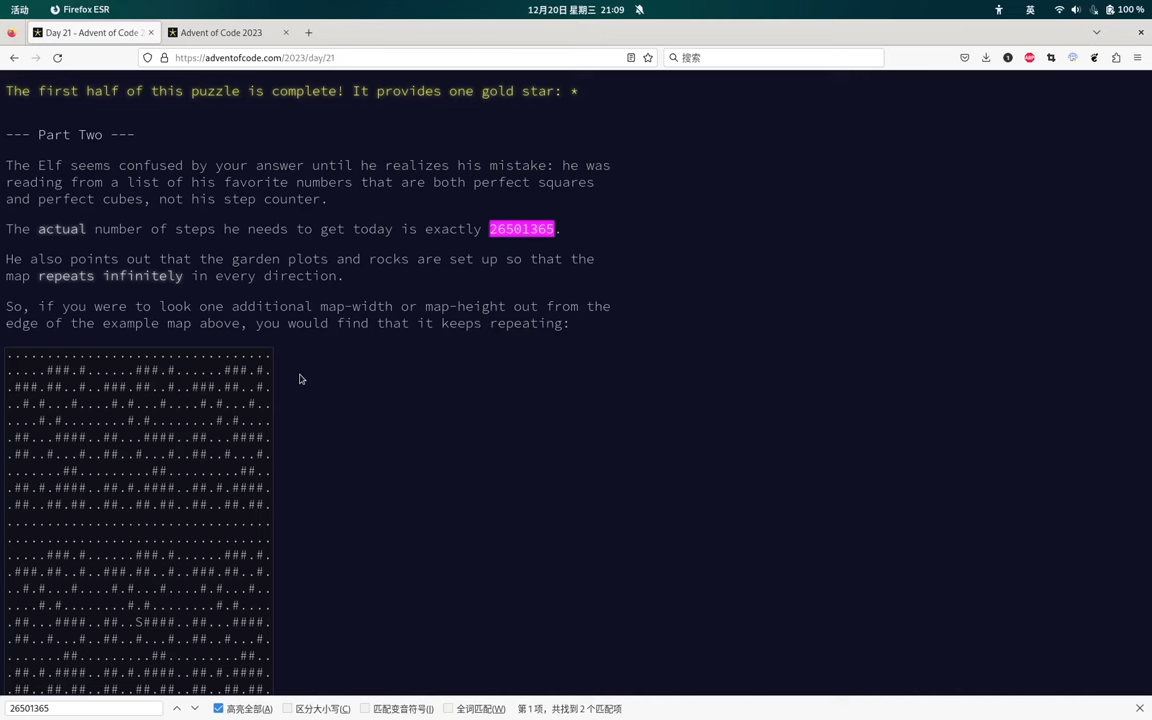 活动 Firefox ESR 12月20日 星期三 21:09 英 100 %
Day 21 - Advent of Code 2 × Advent of Code 2023 ×
https://adventofcode.com/2023/day/21 搜索
The first half of this puzzle is complete! It provides one gold star: *
--- Part Two ---
The Elf seems confused by your answer until he realizes his mistake: he was
reading from a list of his favorite numbers that are both perfect squares
and perfect cubes, not his step counter.
The actual number of steps he needs to get today is exactly 26501365.
He also points out that the garden plots and rocks are set up so that the
map repeats infinitely in every direction.
So, if you were to look one additional map-width or map-height out from the
edge of the example map above, you would find that it keeps repeating:
.................................
.....###.#......###.#......###.#.
.###.##..#..###.##..#..###.##..#.
..#.#...#....#.#...#....#.#...#..
....#.#........#.#........#.#....
.##...####..##...####..##...####.
.##..#...#..##..#...#..##..#...#.
.......##.........##.........##..
.##.#.####..##.#.####..##.#.####.
.##..##.##..##..##.##..##..##.##.
.................................
.................................
.....###.#......###.#......###.#.
.###.##..#..###.##..#..###.##..#.
..#.#...#....#.#...#....#.#...#..
....#.#........#.#........#.#....
.##...####..##..S####..##...####.
.##..#...#..##..#...#..##..#...#.
.......##.........##.........##..
.##.#.####..##.#.####..##.#.####.
.##..##.##..##..##.##..##..##.##.
26501365 高亮全部(A) 区分大小写(C) 匹配变音符号(I) 全词匹配(W) 第 1 项，共找到 2 个匹配项